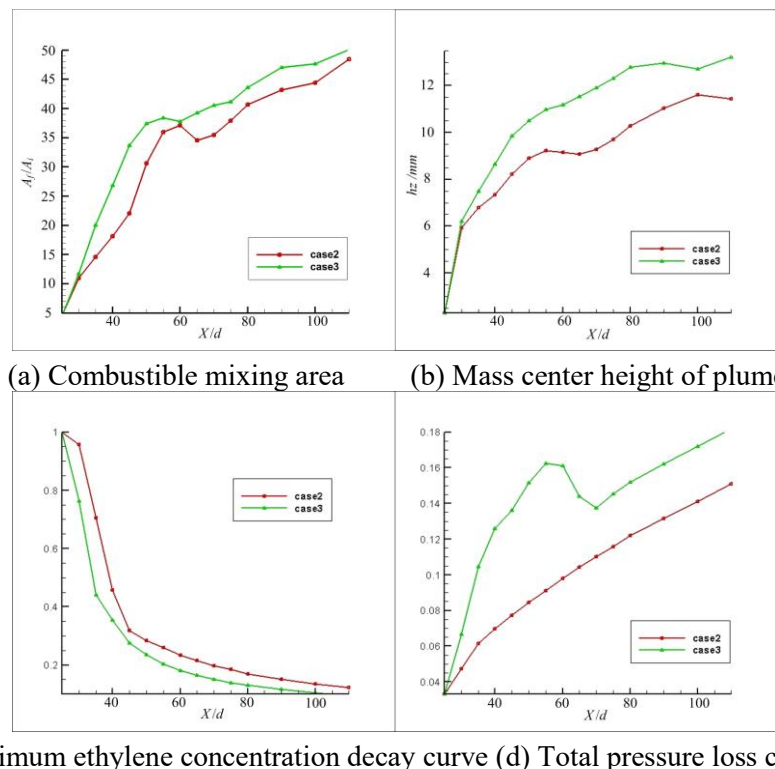 50
45
40
35
30
25
20
15
10
5
Af/Ai
40 60 80 100
X/d
case2
case3
12
10
8
6
4
hz /mm
40 60 80 100
X/d
case2
case3
(a) Combustible mixing area (b) Mass center height of plume
1
0.8
0.6
0.4
0.2
40 60 80 100
X/d
case2
case3
0.18
0.16
0.14
0.12
0.1
0.08
0.06
0.04
40 60 80 100
X/d
case2
case3
imum ethylene concentration decay curve (d) Total pressure loss c